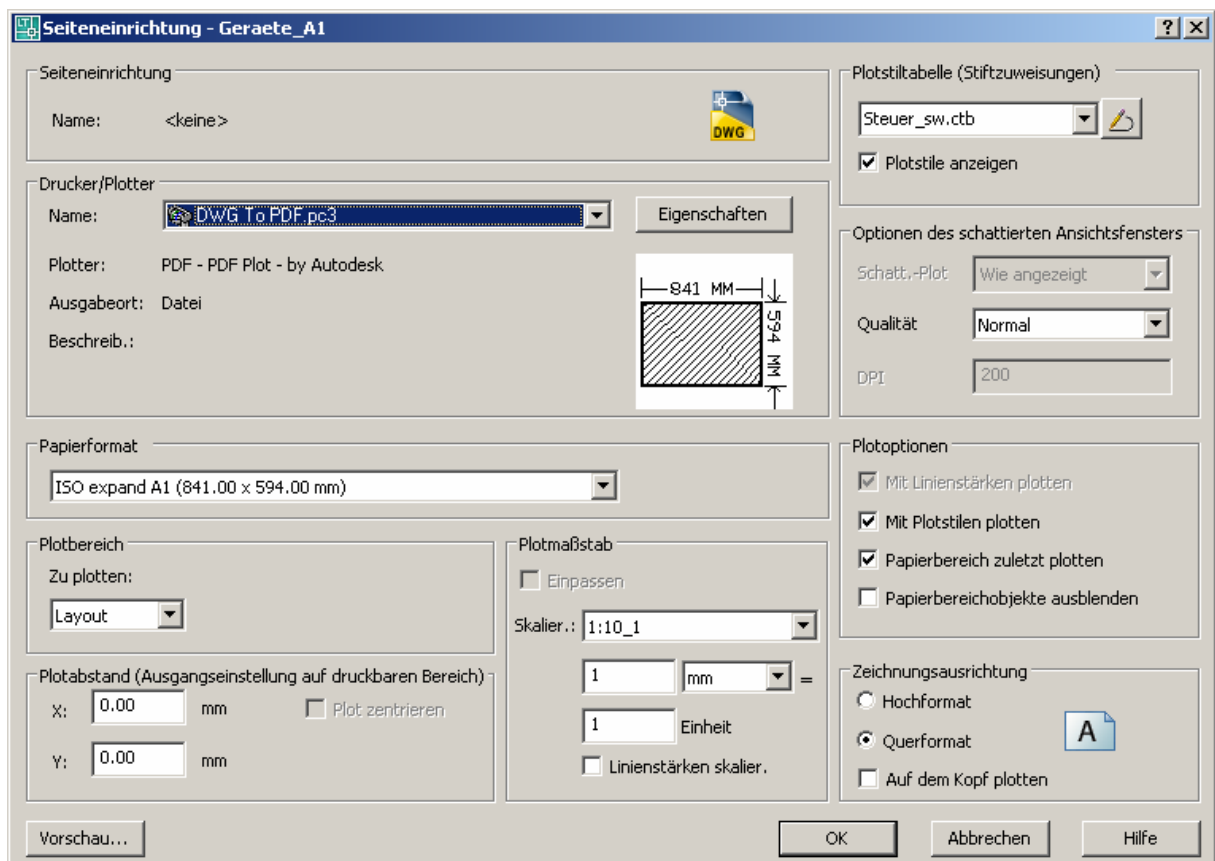 Seiteneinrichtung - Geraete_A1
Seiteneinrichtung
Name: <keine>
DWG
Plotstiltabelle (Stiftzuweisungen)
Steuer_sw.ctb
Plotstile anzeigen
Drucker/Plotter
Name: DWG To PDF.pc3 Eigenschaften
Plotter: PDF - PDF Plot - by Autodesk
Ausgabeort: Datei
Beschreib.:
841 MM
594 MM
Optionen des schattierten Ansichtsfensters
Schatt.-Plot Wie angezeigt
Qualität Normal
DPI 200
Papierformat
ISO expand A1 (841.00 x 594.00 mm)
Plotoptionen
Mit Linienstärken plotten
Mit Plotstilen plotten
Papierbereich zuletzt plotten
Papierbereichobjekte ausblenden
Plotbereich
Zu plotten:
Layout
Plotmaßstab
Einpassen
Skalier.: 1:10_1
1 mm =
1 Einheit
Linienstärken skalier.
Plotabstand (Ausgangseinstellung auf druckbaren Bereich)
X: 0.00 mm Plot zentrieren
Y: 0.00 mm
Zeichnungsausrichtung
Hochformat
Querformat
A
Auf dem Kopf plotten
Vorschau... OK Abbrechen Hilfe